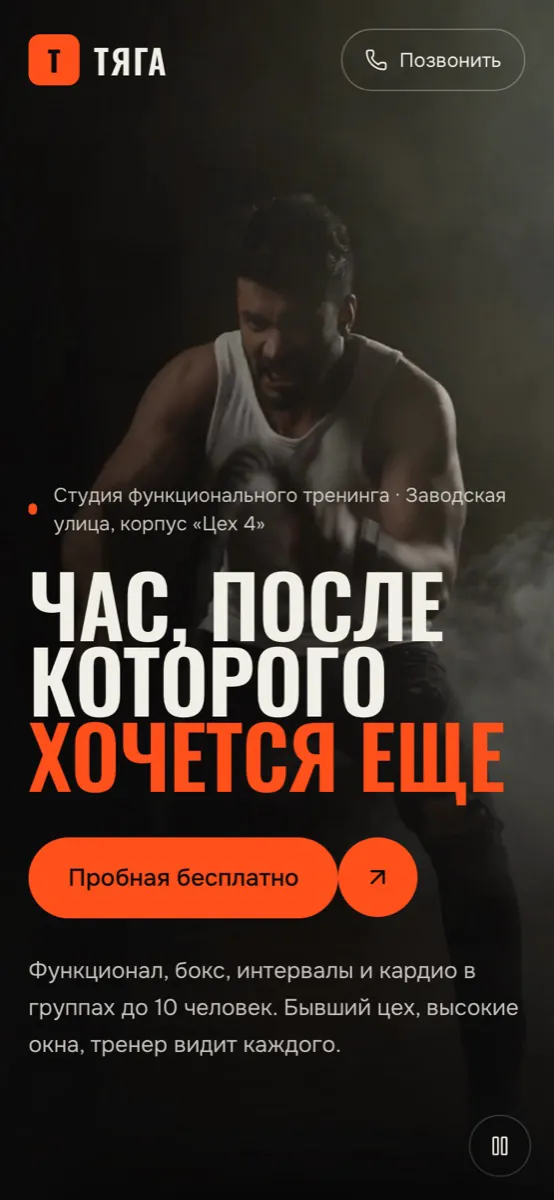 Т ТЯГА
Позвонить
Студия функционального тренинга · Заводская
улица, корпус «Цех 4»
ЧАС, ПОСЛЕ
КОТОРОГО
ХОЧЕТСЯ ЕЩЕ
Пробная бесплатно
Функционал, бокс, интервалы и кардио в
группах до 10 человек. Бывший цех, высокие
окна, тренер видит каждого.